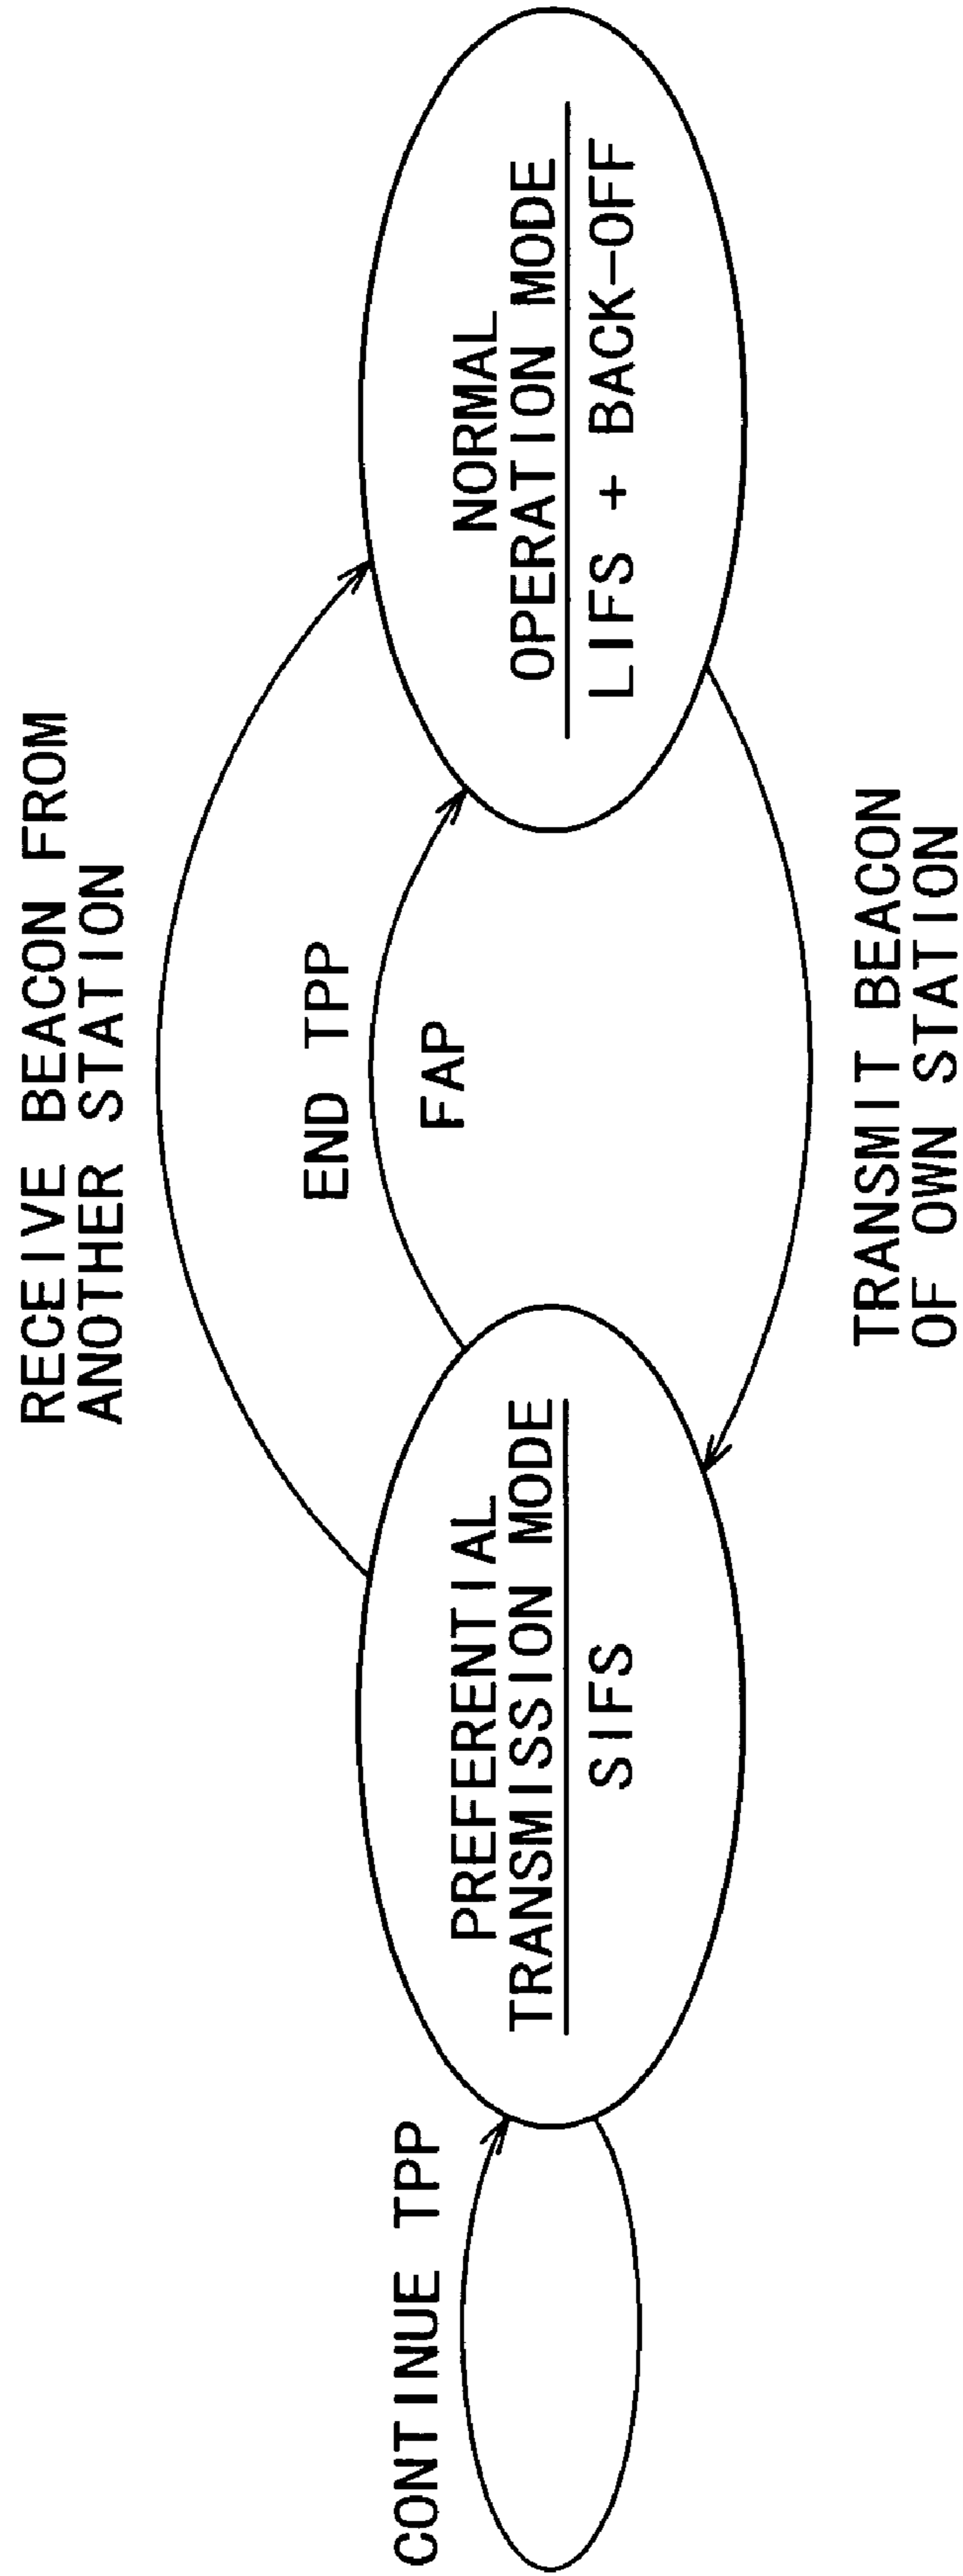 RECEIVE BEACON FROM
ANOTHER STATION
END TPP
FAP
CONTINUE TPP
PREFERENTIAL
TRANSMISSION MODE
SIFS
NORMAL
OPERATION MODE
LIFS + BACK-OFF
TRANSMIT BEACON
OF OWN STATION